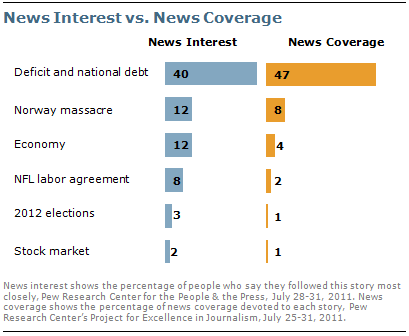 News Interest vs. News Coverage
News Interest News Coverage
Deficit and national debt 40 47
Norway massacre 12 8
Economy 12 4
NFL labor agreement 8 2
2012 elections 3 1
Stock market 2 1
News interest shows the percentage of people who say they followed this story most
closely, Pew Research Center for the People & the Press, July 28-31, 2011. News
coverage shows the percentage of news coverage devoted to each story, Pew
Research Center's Project for Excellence in Journalism, July 25-31, 2011.